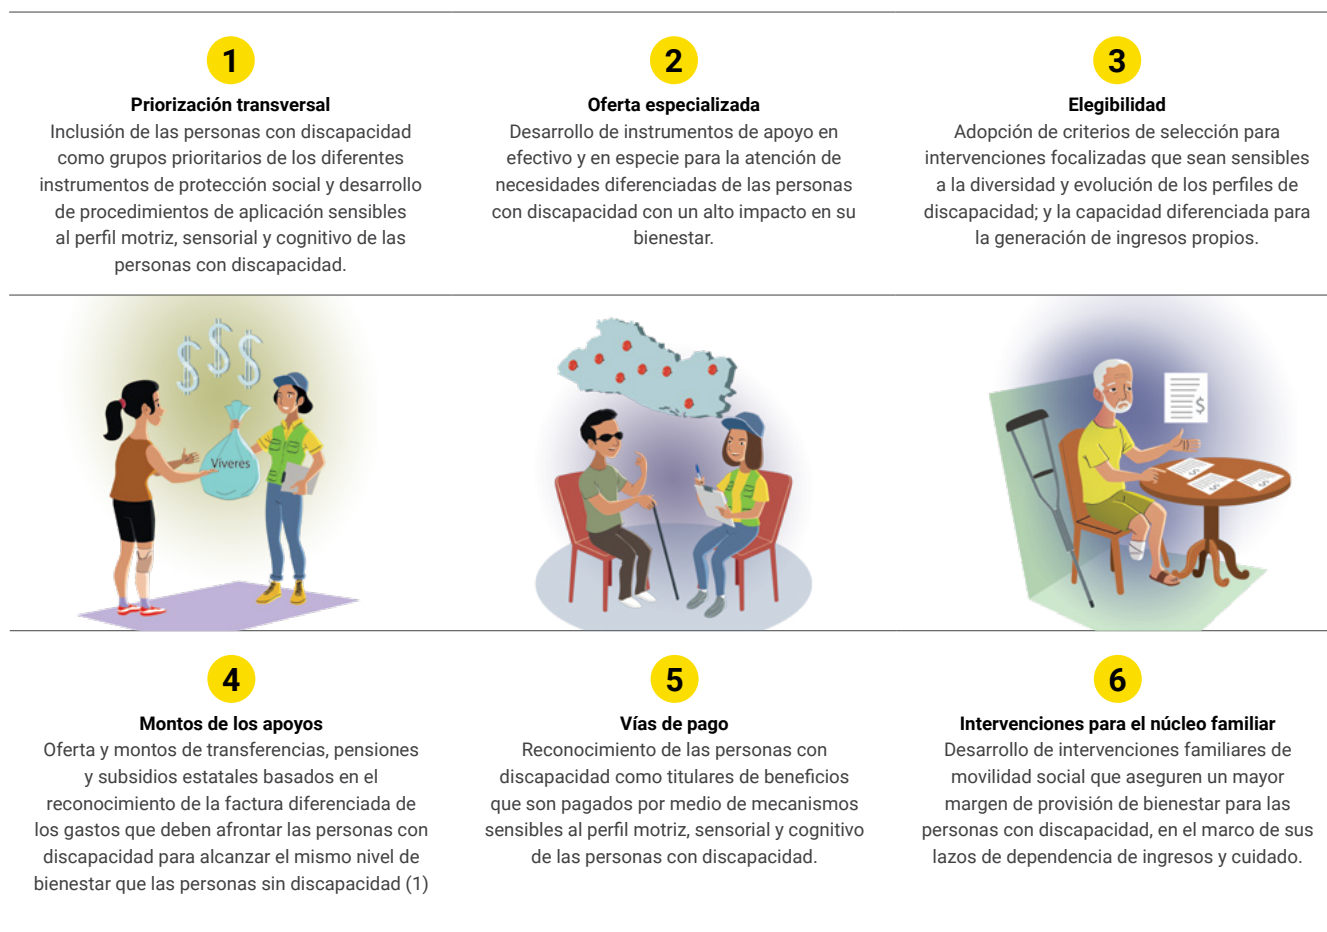 1
Priorización transversal
Inclusión de las personas con discapacidad
como grupos prioritarios de los diferentes
instrumentos de protección social y desarrollo
de procedimientos de aplicación sensibles
al perfil motriz, sensorial y cognitivo de las
personas con discapacidad.
2
Oferta especializada
Desarrollo de instrumentos de apoyo en
efectivo y en especie para la atención de
necesidades diferenciadas de las personas
con discapacidad con un alto impacto en su
bienestar.
3
Elegibilidad
Adopción de criterios de selección para
intervenciones focalizadas que sean sensibles
a la diversidad y evolución de los perfiles de
discapacidad; y la capacidad diferenciada para
la generación de ingresos propios.
$$$
Viveres
$
$
$
$
4
Montos de los apoyos
Oferta y montos de transferencias, pensiones
y subsidios estatales basados en el
reconocimiento de la factura diferenciada de
los gastos que deben afrontar las personas con
discapacidad para alcanzar el mismo nivel de
bienestar que las personas sin discapacidad (1)
5
Vías de pago
Reconocimiento de las personas con
discapacidad como titulares de beneficios
que son pagados por medio de mecanismos
sensibles al perfil motriz, sensorial y cognitivo
de las personas con discapacidad.
6
Intervenciones para el núcleo familiar
Desarrollo de intervenciones familiares de
movilidad social que aseguren un mayor
margen de provisión de bienestar para las
personas con discapacidad, en el marco de sus
lazos de dependencia de ingresos y cuidado.